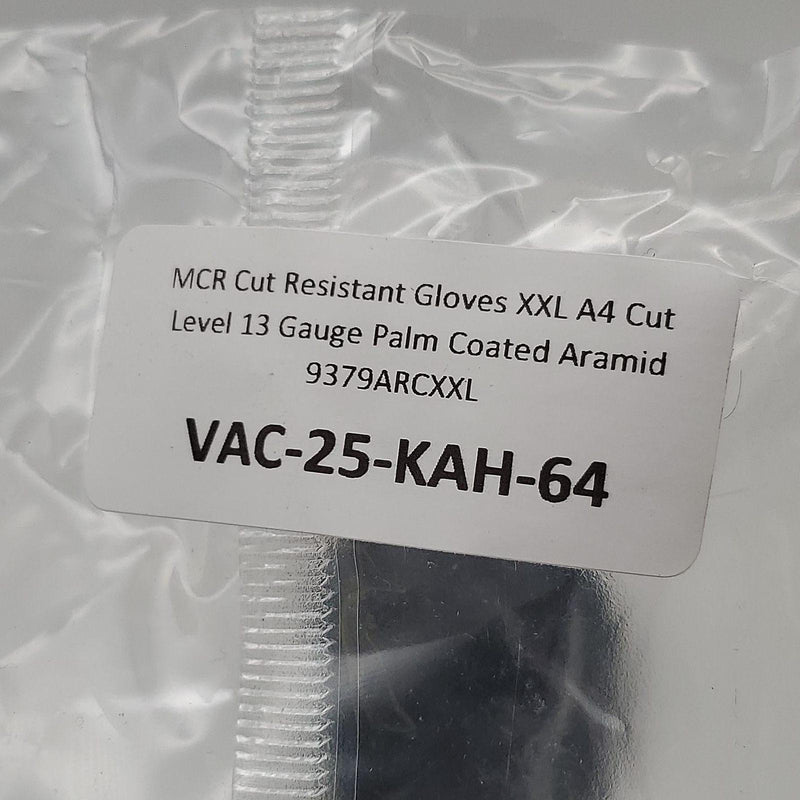 MCR Cut Resistant Gloves XXL A4 Cut
Level 13 Gauge Palm Coated Aramid
9379ARCXXL
VAC-25-KAH-64